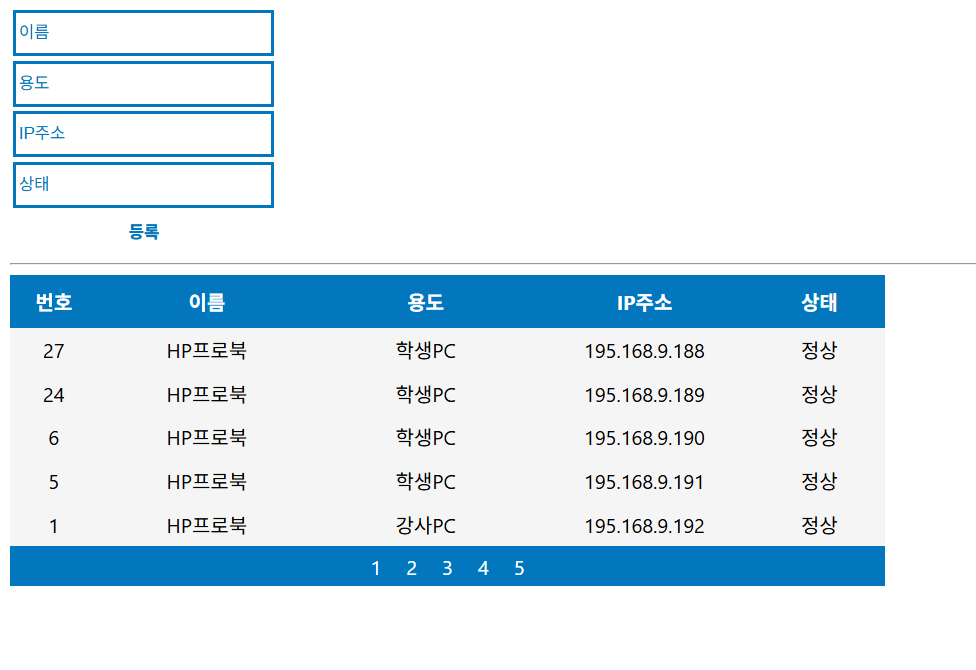 이름
용도
IP주소
상태
등록
번호 이름 용도 IP주소 상태
27 HP프로북 학생PC 195.168.9.188 정상
24 HP프로북 학생PC 195.168.9.189 정상
6 HP프로북 학생PC 195.168.9.190 정상
5 HP프로북 학생PC 195.168.9.191 정상
1 HP프로북 강사PC 195.168.9.192 정상
1 2 3 4 5